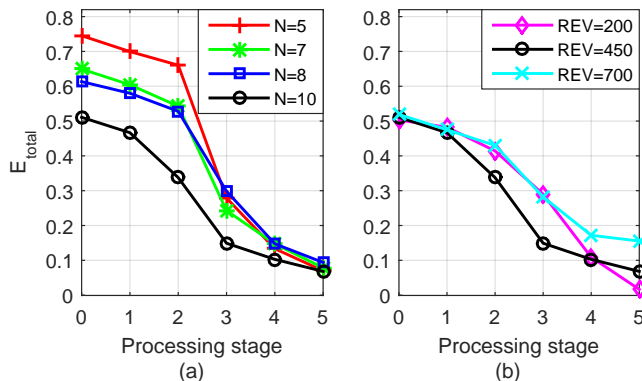 0.8
0.7
0.6
0.5
0.4
0.3
0.2
0.1
0
E_total
0 1 2 3 4 5
Processing stage
(a)
N=5
N=7
N=8
N=10
0.8
0.7
0.6
0.5
0.4
0.3
0.2
0.1
0
0 1 2 3 4 5
Processing stage
(b)
REV=200
REV=450
REV=700